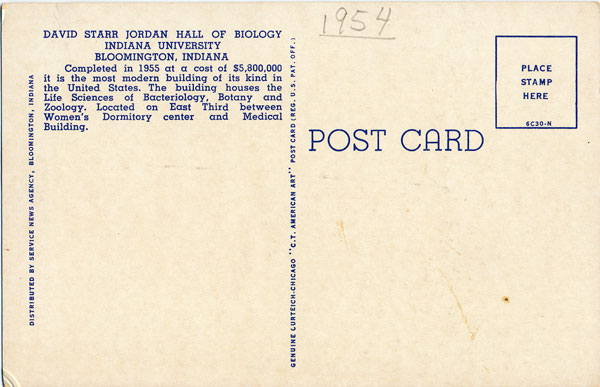 DAVID STARR JORDAN HALL OF BIOLOGY
INDIANA UNIVERSITY
BLOOMINGTON, INDIANA
Completed in 1955 at a cost of $5,800,000
it is the most modern building of its kind in
the United States. The building houses the
Life Sciences of Bacteriology, Botany and
Zoology. Located on East Third between
Women's Dormitory center and Medical
Building.
DISTRIBUTED BY SERVICE NEWS AGENCY, BLOOMINGTON, INDIANA
GENUINE CURTEICH-CHICAGO "C.T. AMERICAN ART" POST CARD (REG. U.S. PAT. OFF.)
1954
POST CARD
PLACE
STAMP
HERE
6C30-N